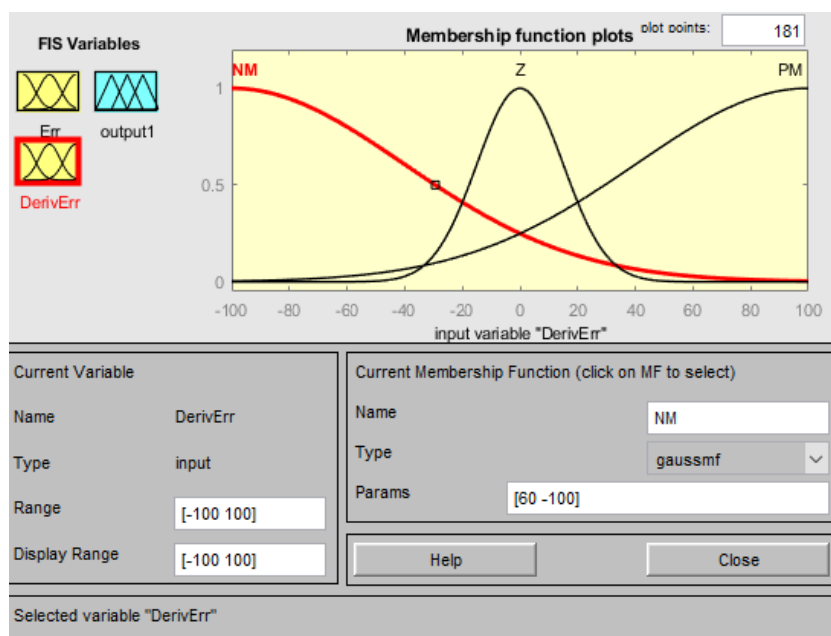 FIS Variables
Membership function plots
plot points:
181
Err
output1
DerivErr
NM
Z
PM
1
0.5
0
-100 -80 -60 -40 -20 0 20 40 60 80 100
input variable "DerivErr"
Current Variable
Name DerivErr
Type input
Range [-100 100]
Display Range [-100 100]
Current Membership Function (click on MF to select)
Name NM
Type gaussmf
Params [60 -100]
Help
Close
Selected variable "DerivErr"